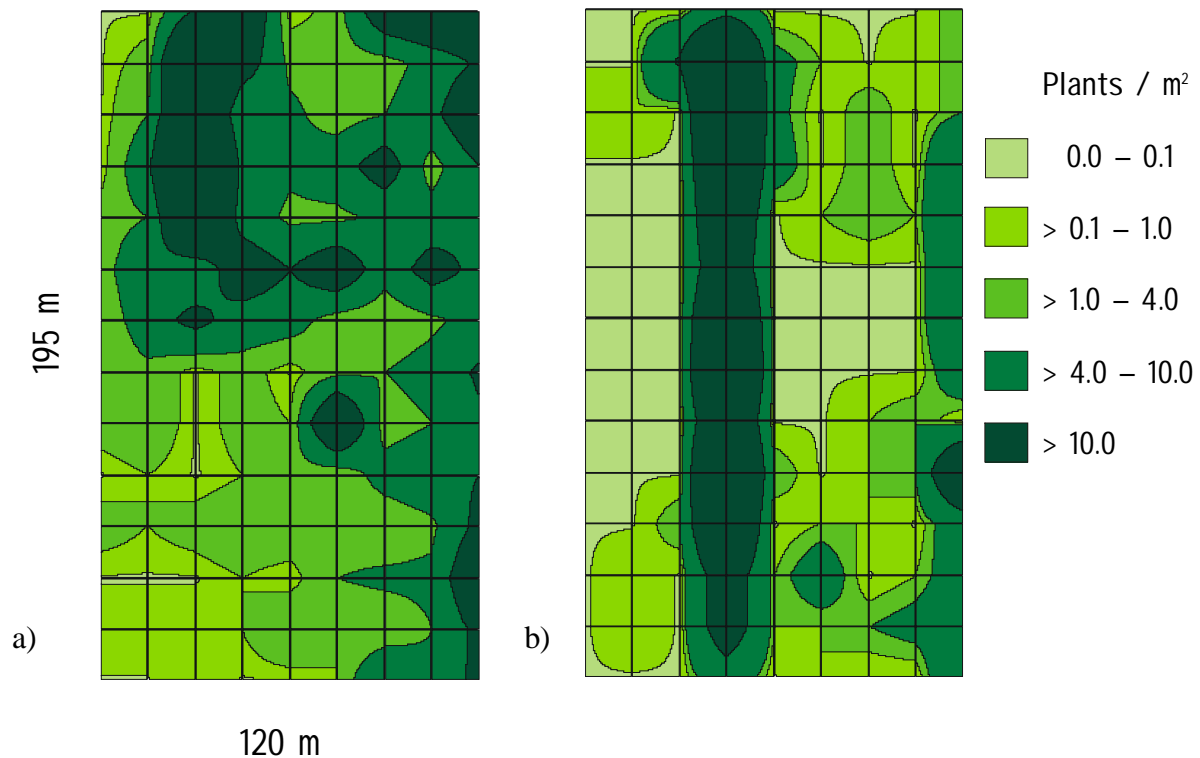 Plants / m²
0.0 – 0.1
> 0.1 – 1.0
> 1.0 – 4.0
> 4.0 – 10.0
> 10.0
195 m
a)
b)
120 m